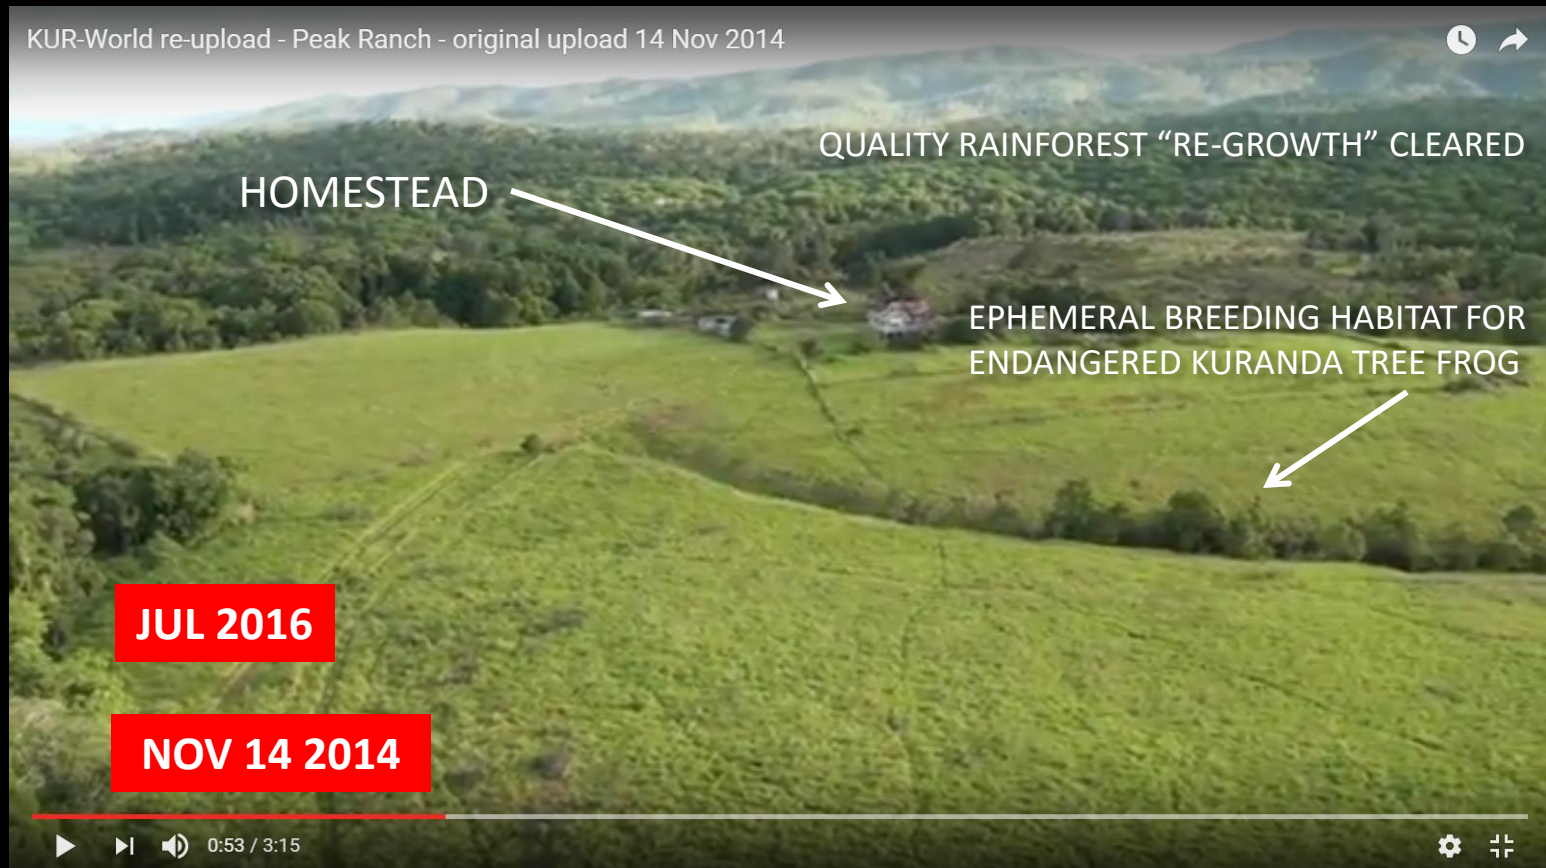 KUR-World re-upload - Peak Ranch - original upload 14 Nov 2014
QUALITY RAINFOREST “RE-GROWTH” CLEARED
HOMESTEAD
EPHEMERAL BREEDING HABITAT FOR
ENDANGERED KURANDA TREE FROG
JUL 2016
NOV 14 2014
0:53 / 3:15